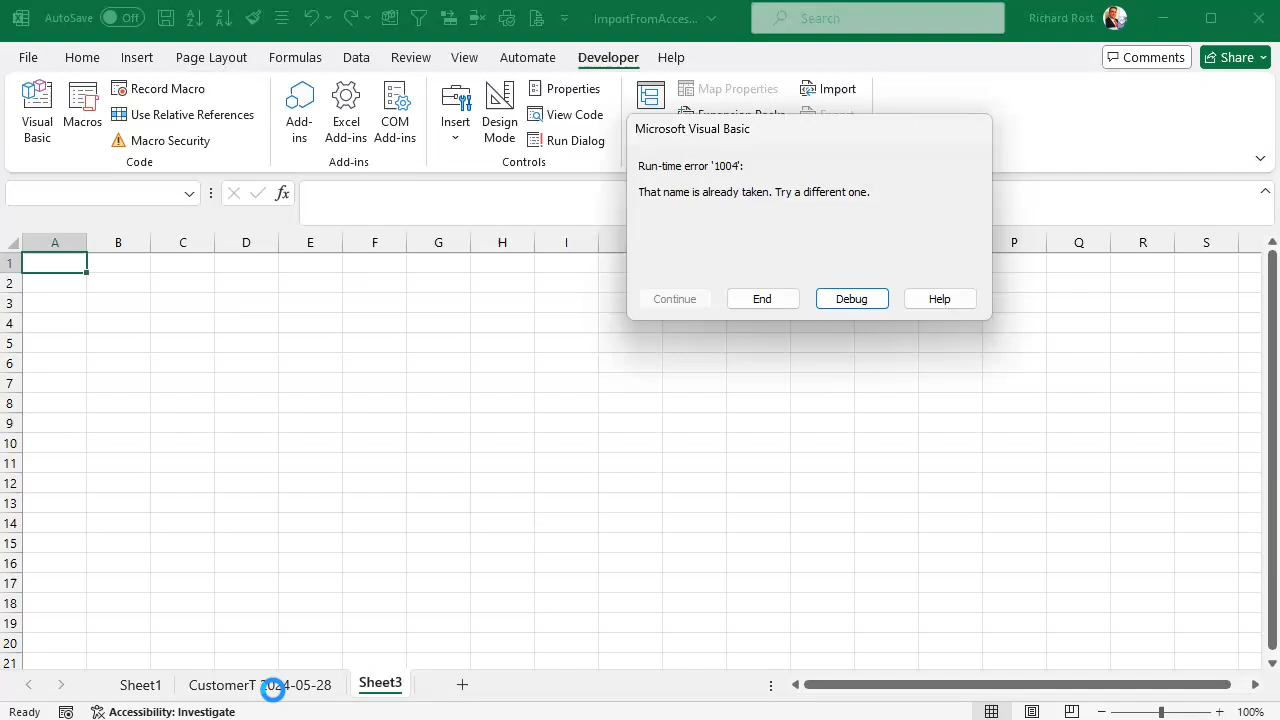 AutoSave
Off
ImportFromAcces...
Search
Richard Rost
File
Home
Insert
Page Layout
Formulas
Data
Review
View
Automate
Developer
Help
Comments
Share
Visual
Basic
Macros
Record Macro
Use Relative References
Macro Security
Code
Add-
ins
Excel
Add-ins
COM
Add-ins
Add-ins
Insert
Design
Mode
Properties
View Code
Run Dialog
Controls
Map Properties
Expansion Packs
Import
Export
Microsoft Visual Basic
Run-time error '1004':
That name is already taken. Try a different one.
Continue
End
Debug
Help
fx
A B C D E F G H I P Q R S
1
2
3
4
5
6
7
8
9
10
11
12
13
14
15
16
17
18
19
20
21
Sheet1
CustomerT 2024-05-28
Sheet3
Ready
Accessibility: Investigate
100%